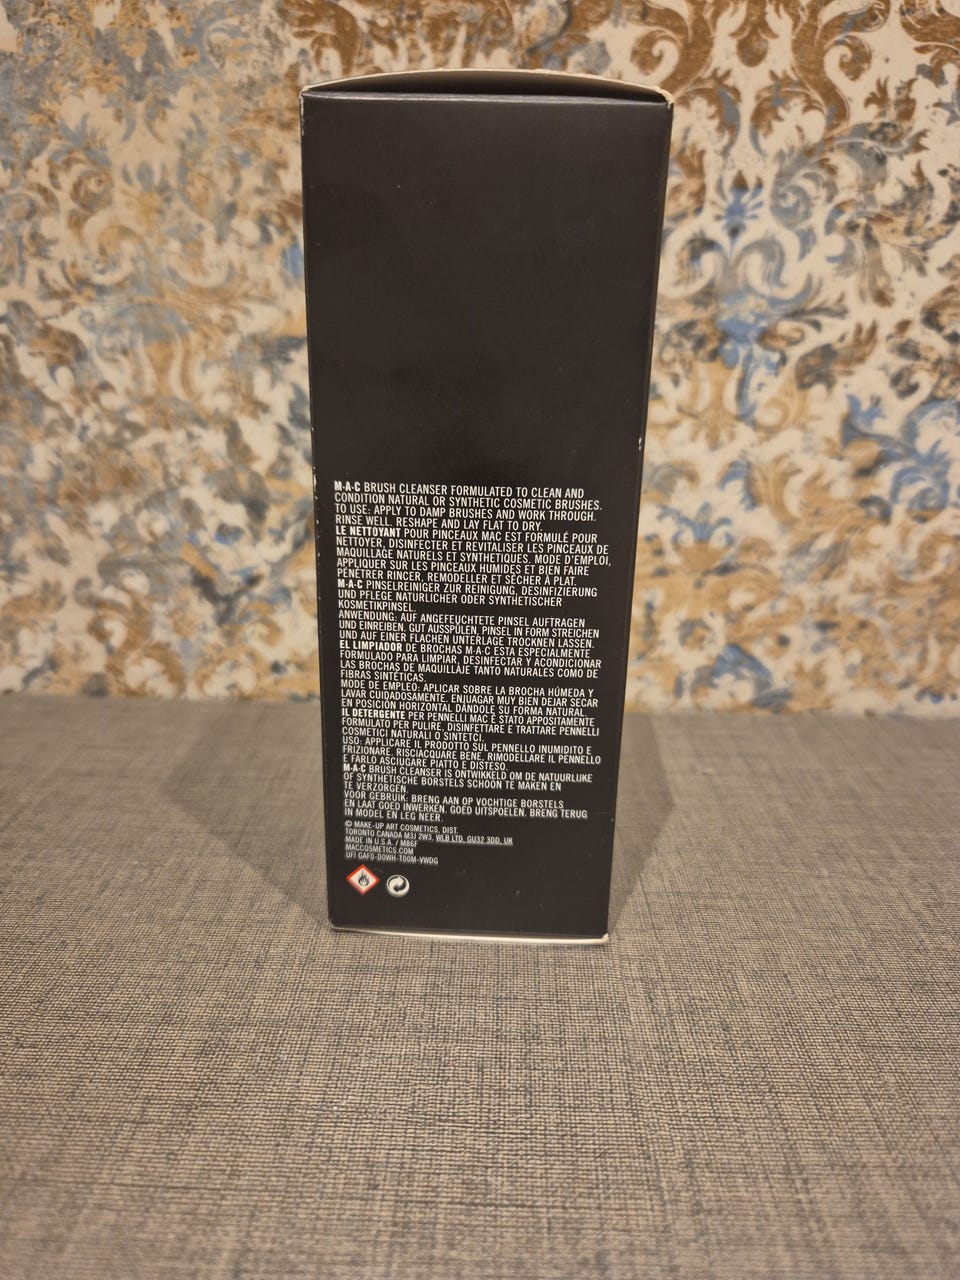 M·A·C BRUSH CLEANSER FORMULATED TO CLEAN AND
CONDITION NATURAL OR SYNTHETIC COSMETIC BRUSHES.
TO USE: APPLY TO DAMP BRUSHES AND WORK THROUGH.
RINSE WELL. RESHAPE AND LAY FLAT TO DRY.
LE NETTOYANT POUR PINCEAUX MAC EST FORMULÉ POUR
NETTOYER, DISINFECTER ET REVITALISER LES PINCEAUX DE
MAQUILLAGE NATURELS ET SYNTHETIQUES. MODE D'EMPLOI,
APPLIQUER SUR LES PINCEAUX HUMIDES ET BIEN FAIRE
PENÉTRER RINCER, REMODELLER ET SÉCHER À PLAT.
M·A·C PINSELREINIGER ZUR REINIGUNG, DESINFIZIERUNG
UND PFLEGE NATURLICHER ODER SYNTHETISCHER
KOSMETIKPINSEL.
ANWENDUNG: AUF ANGEFEUCHTETE PINSEL AUFTRAGEN
UND EINREIBEN. GUT AUSSPÜLEN, PINSEL IN FORM STREICHEN
UND AUF EINER FLACHEN UNTERLAGE TROCKNEN LASSEN.
EL LIMPIADOR DE BROCHAS M·A·C ESTA ESPECIALMENTE
FORMULADO PARA LIMPIAR, DESINFECTAR Y ACONDICIONAR
LAS BROCHAS DE MAQUILLAJE TANTO NATURALES COMO DE
FIBRAS SINTÉTICAS.
MODE DE EMPLEO: APLICAR SOBRE LA BROCHA HÚMEDA Y
LAVAR CUIDADOSAMENTE. ENJUAGAR MUY BIEN DEJAR SECAR
EN POSICIÓN HORIZONTAL DÁNDOLE SU FORMA NATURAL.
IL DETERGENTE PER PENNELLI MAC È STATO APPOSITAMENTE
FORMULATO PER PULIRE, DISINFETTARE E TRATTARE PENNELLI
COSMETICI NATURALI O SINTETCI.
USO: APPLICARE IL PRODOTTO SUL PENNELLO INUMIDITO E
FRIZIONARE. RISCIACQUARE BENE, RIMODELLARE IL PENNELLO
E FARLO ASCIUGARE PIATTO E DISTESO.
M·A·C BRUSH CLEANSER IS ONTWIKKELD OM DE NATUURLIJKE
OF SYNTHETISCHE BORSTELS SCHOON TE MAKEN EN
TE VERZORGEN.
VOOR GEBRUIK: BRENG AAN OP VOCHTIGE BORSTELS
EN LAAT GOED INWERKEN. GOED UITSPOELEN. BRENG TERUG
IN MODEL EN LEG NEER.
© MAKE-UP ART COSMETICS, DIST.
TORONTO CANADA M3J 2W3, WLB LTD, GU32 3DD, UK
MADE IN U.S.A. / M86F
MACCOSMETICS.COM
UFI GAF0-D0WH-T00M-VWDG